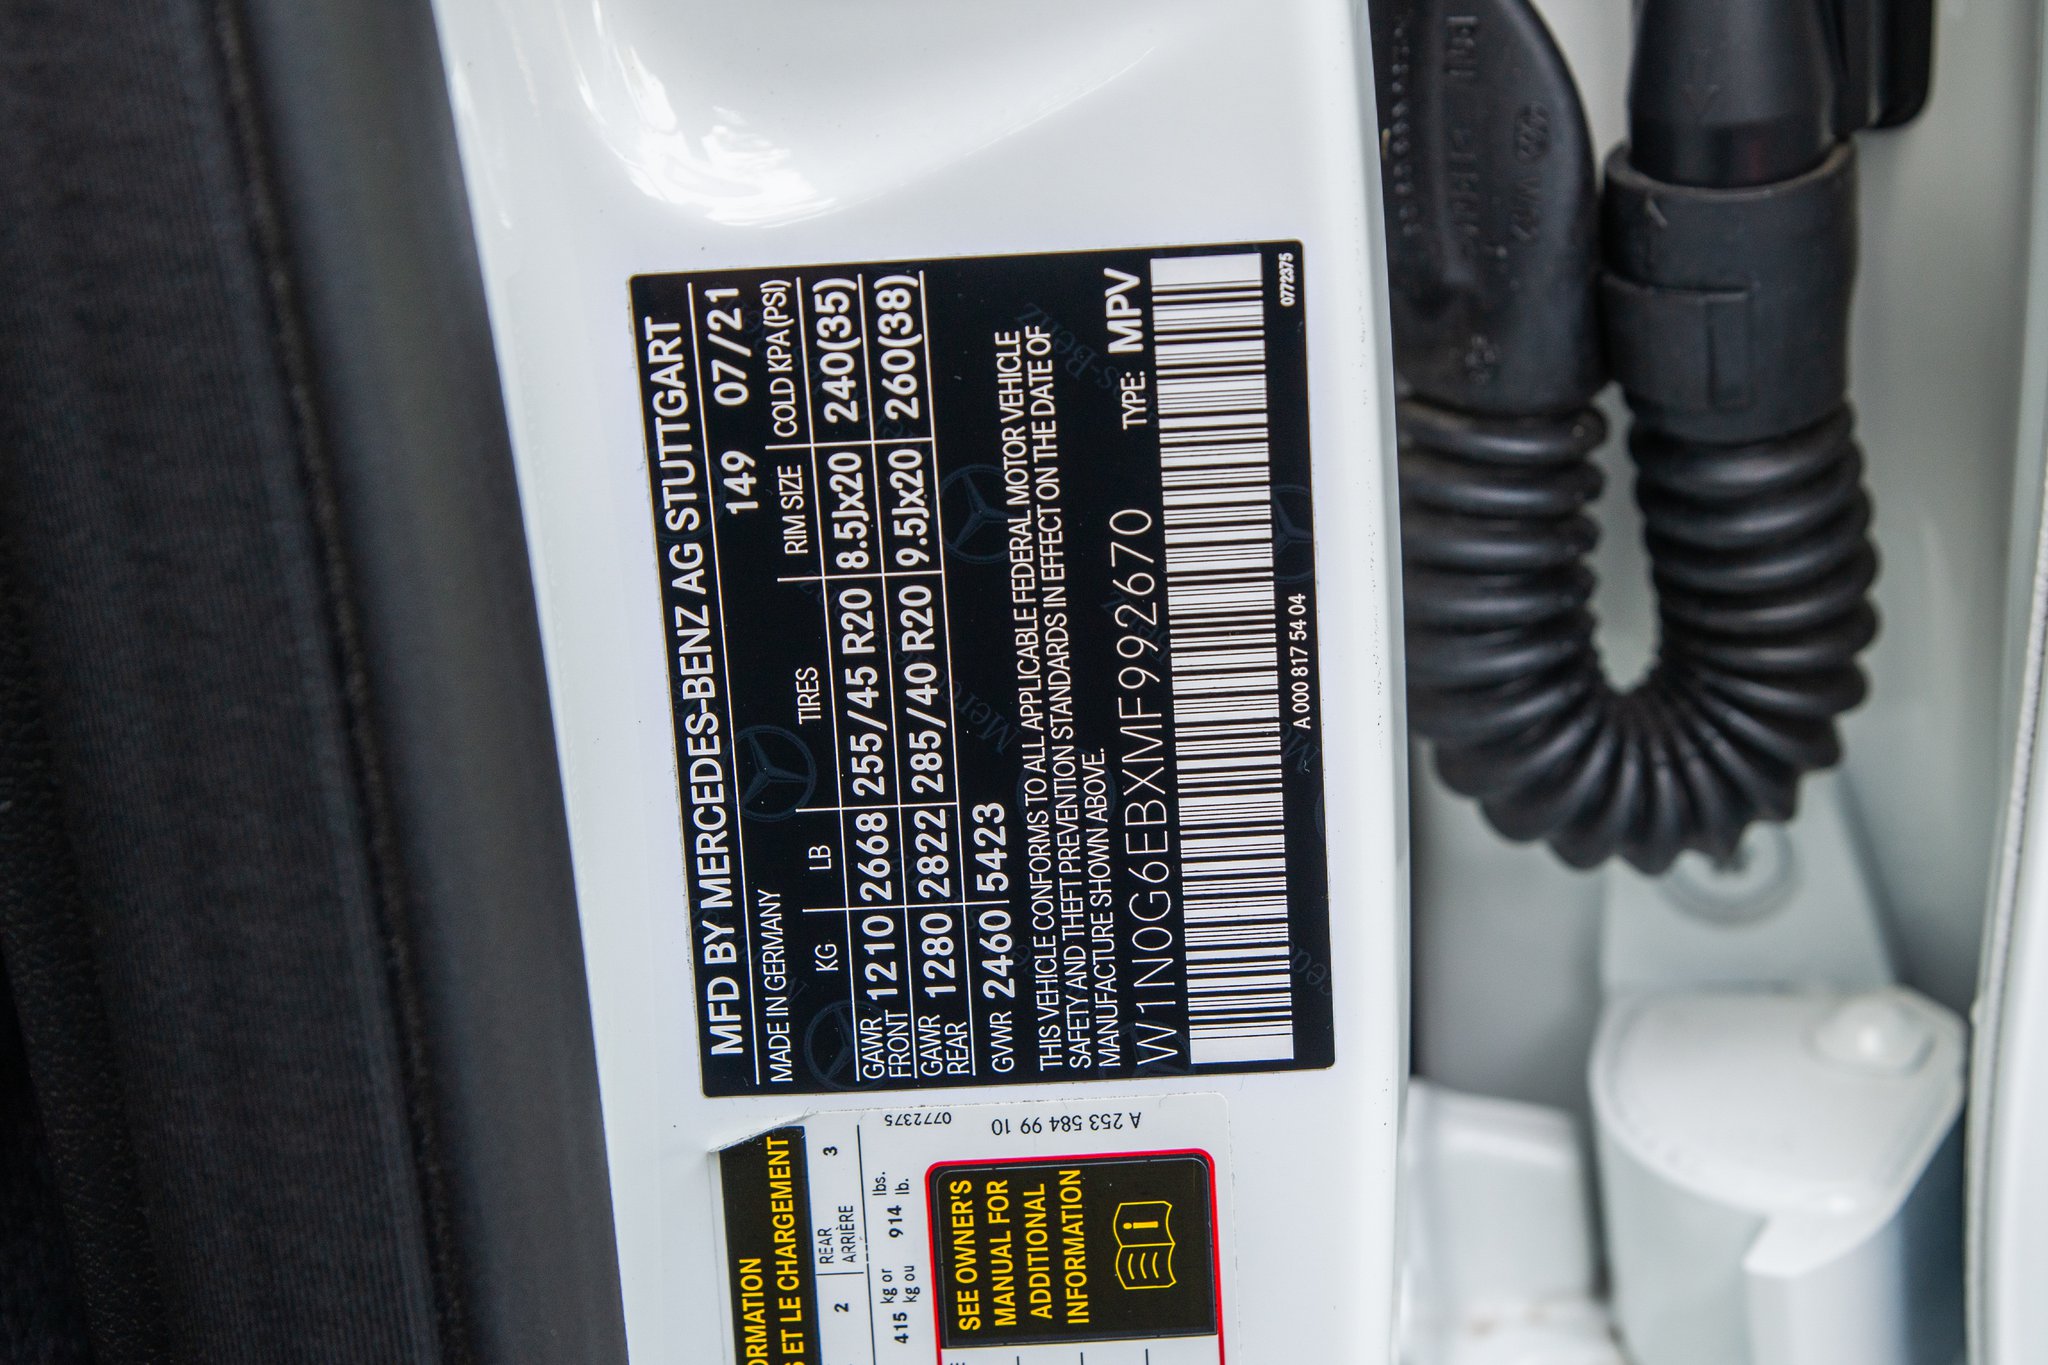 MFD BY MERCEDES-BENZ AG STUTTGART
MADE IN GERMANY 149 07/21
KG LB TIRES RIM SIZE COLD KPA (PSI)
GAWR FRONT 1210 2668 255/45 R20 8.5Jx20 240(35)
GAWR REAR 1280 2822 285/40 R20 9.5Jx20 260(38)
GVWR 2460 5423
THIS VEHICLE CONFORMS TO ALL APPLICABLE FEDERAL MOTOR VEHICLE
SAFETY AND THEFT PREVENTION STANDARDS IN EFFECT ON THE DATE OF
MANUFACTURE SHOWN ABOVE.
W1N0G6EBXMF992670 TYPE: MPV
A 000 817 54 04 0772375
A 253 584 99 10
0772375
ET LE CHARGEMENT
2 REAR ARRIÈRE 3
415 kg or kg ou 914 lbs. lb.
SEE OWNER'S
MANUAL FOR
ADDITIONAL
INFORMATION